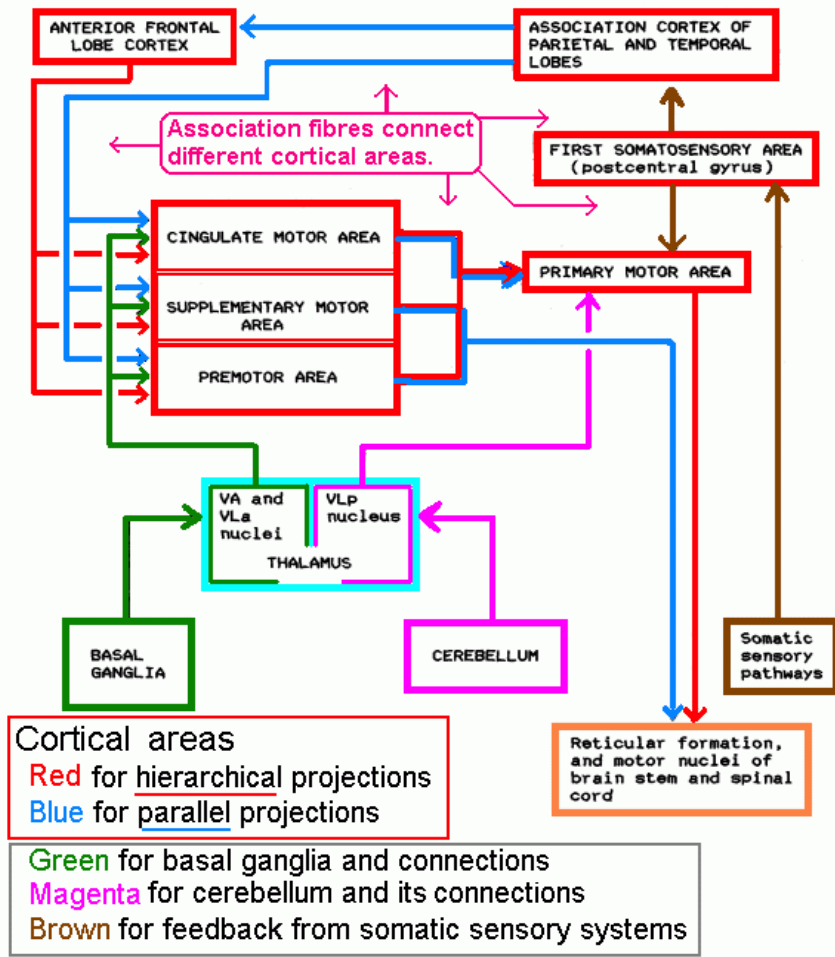 ANTERIOR FRONTAL
LOBE CORTEX
ASSOCIATION CORTEX OF
PARIETAL AND TEMPORAL
LOBES
Association fibres connect
different cortical areas.
FIRST SOMATOSENSORY AREA
(postcentral gyrus)
CINGULATE MOTOR AREA
PRIMARY MOTOR AREA
SUPPLEMENTARY MOTOR
AREA
PREMOTOR AREA
VA and
VLa
nuclei
VLp
nucleus
THALAMUS
BASAL
GANGLIA
CEREBELLUM
Somatic
sensory
pathways
Reticular formation,
and motor nuclei of
brain stem and spinal
cord
Cortical areas
Red for hierarchical projections
Blue for parallel projections
Green for basal ganglia and connections
Magenta for cerebellum and its connections
Brown for feedback from somatic sensory systems